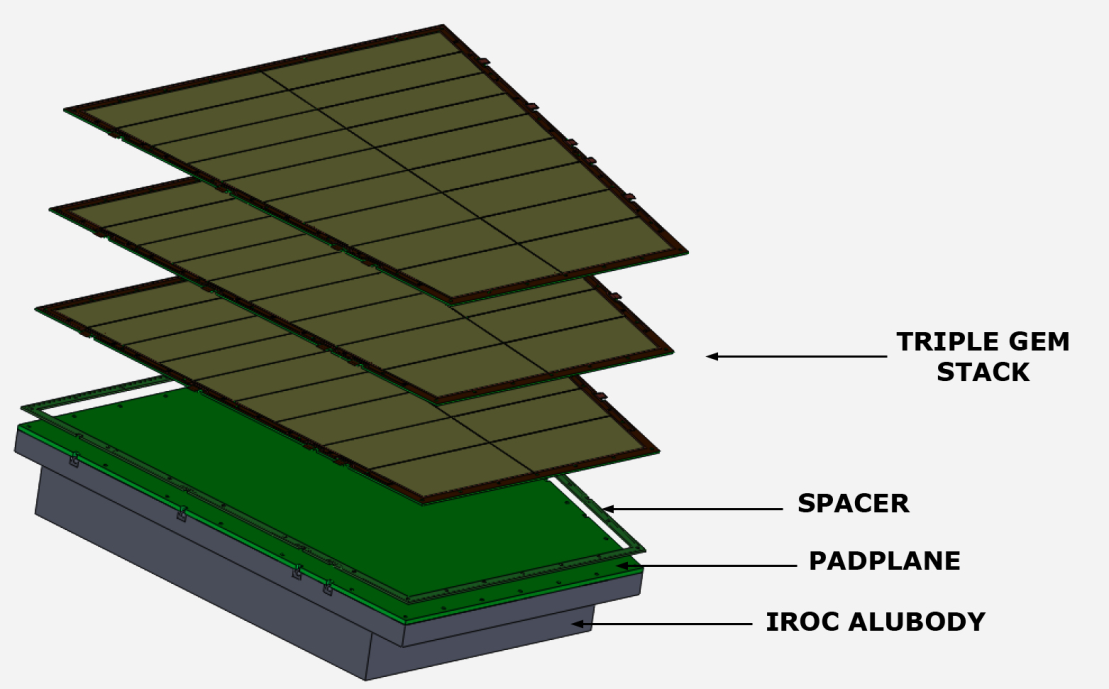 TRIPLE GEM
STACK
SPACER
PADPLANE
IROC ALUBODY